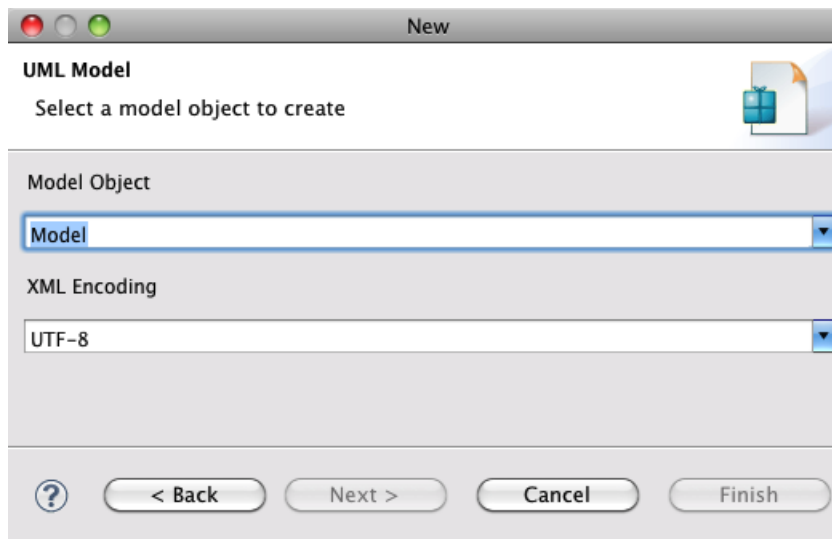 New
UML Model
Select a model object to create
Model Object
Model
XML Encoding
UTF-8
? < Back Next > Cancel Finish